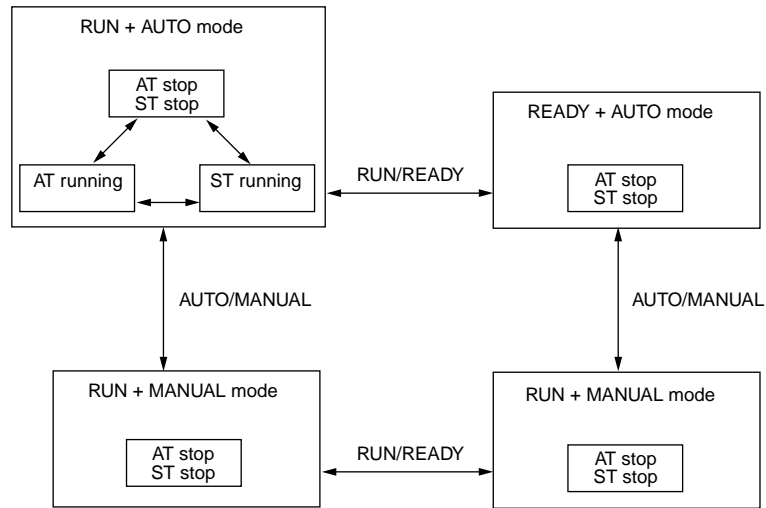 RUN + AUTO mode
AT stop
ST stop
AT running
ST running
RUN/READY
READY + AUTO mode
AT stop
ST stop
AUTO/MANUAL
AUTO/MANUAL
RUN + MANUAL mode
AT stop
ST stop
RUN/READY
RUN + MANUAL mode
AT stop
ST stop